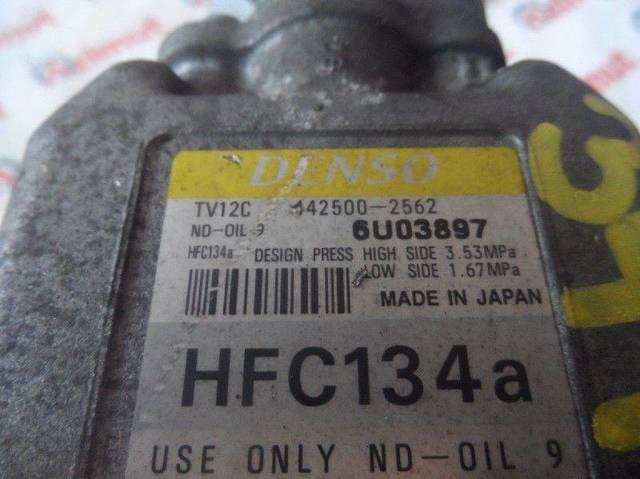 DENSO
TV12C 442500-2562
ND-OIL 9 6U03897
HFC134a DESIGN PRESS HIGH SIDE 3.53MPa
LOW SIDE 1.67MPa
MADE IN JAPAN
HFC134a
USE ONLY ND-OIL 9